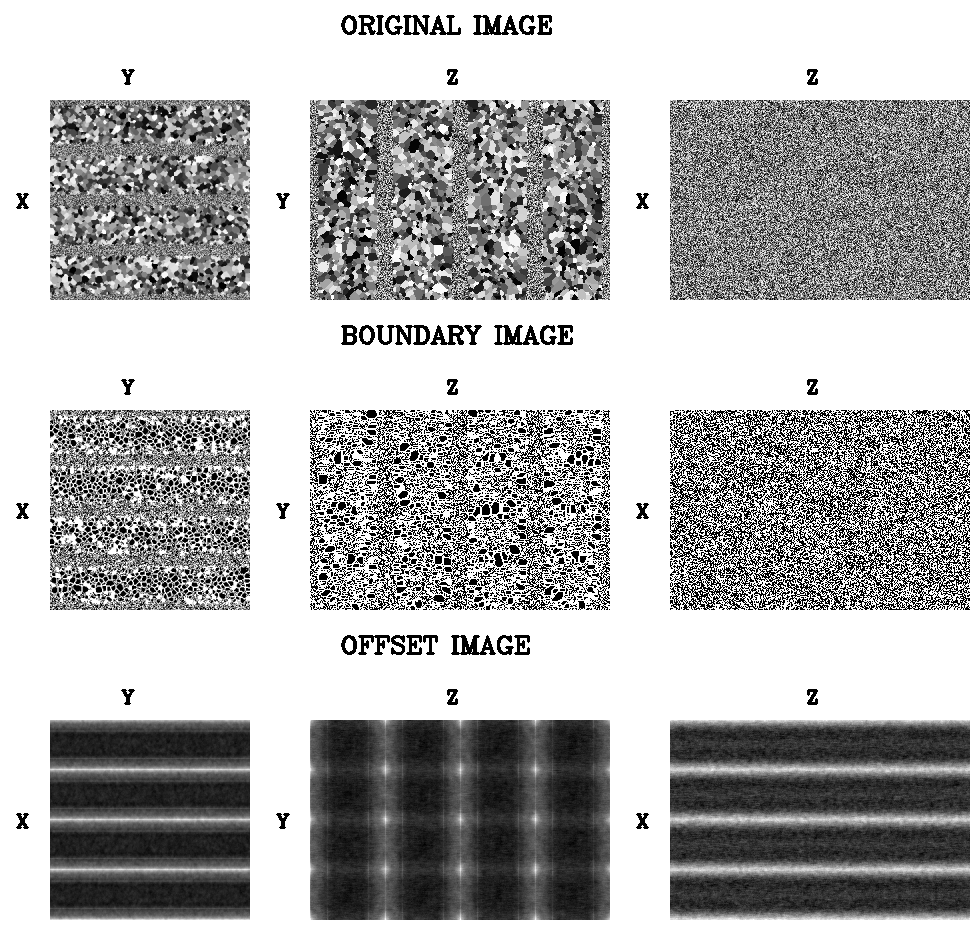 ORIGINAL IMAGE
Y Z Z
X Y X
BOUNDARY IMAGE
Y Z Z
X Y X
OFFSET IMAGE
Y Z Z
X Y X